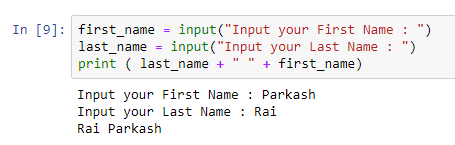 In [9]: first_name = input("Input your First Name : ")
last_name = input("Input your Last Name : ")
print ( last_name + " " + first_name)
Input your First Name : Parkash
Input your Last Name : Rai
Rai Parkash